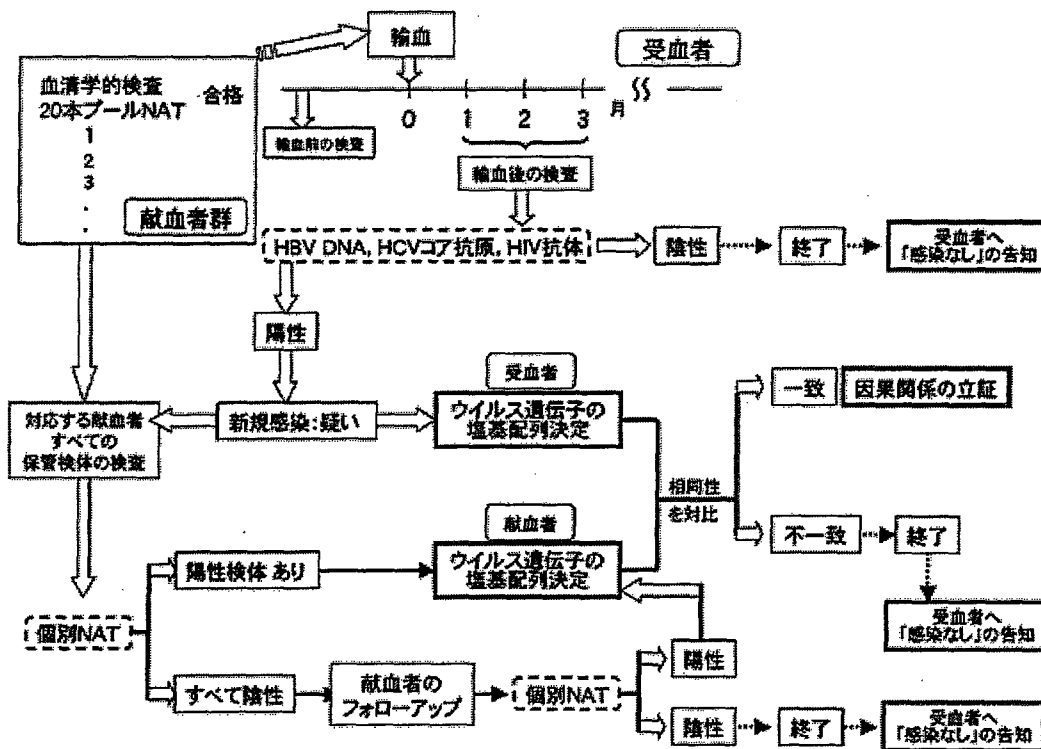 輸血
受血者
血清学的検査
20本プールNAT 合格
1
2
3
.
.
献血者群
0 1 2 3 月
輸血前の検査
輸血後の検査
HBV DNA, HCVコア抗原, HIV抗体
陰性
終了
受血者へ
「感染なし」の告知
陽性
対応する献血者
すべての
保管検体の検査
新規感染:疑い
受血者
ウイルス遺伝子の
塩基配列決定
一致
因果関係の立証
相同性
を対比
献血者
ウイルス遺伝子の
塩基配列決定
不一致
終了
受血者へ
「感染なし」の告知
個別NAT
陽性検体 あり
すべて陰性
献血者の
フォローアップ
個別NAT
陽性
陰性
終了
受血者へ
「感染なし」の告知